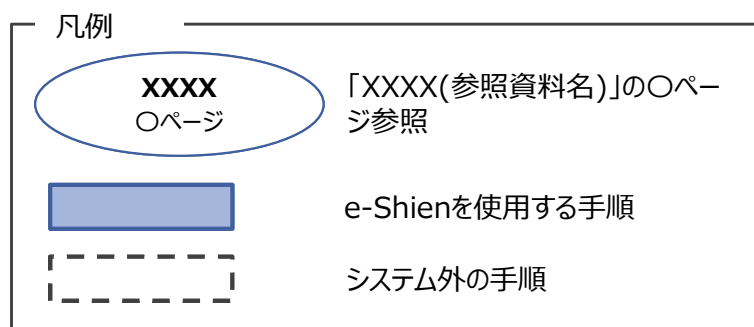 凡例
XXXX
〇ページ
「XXXX(参照資料名)」の〇ペー
ジ参照
e-Shienを使用する手順
システム外の手順